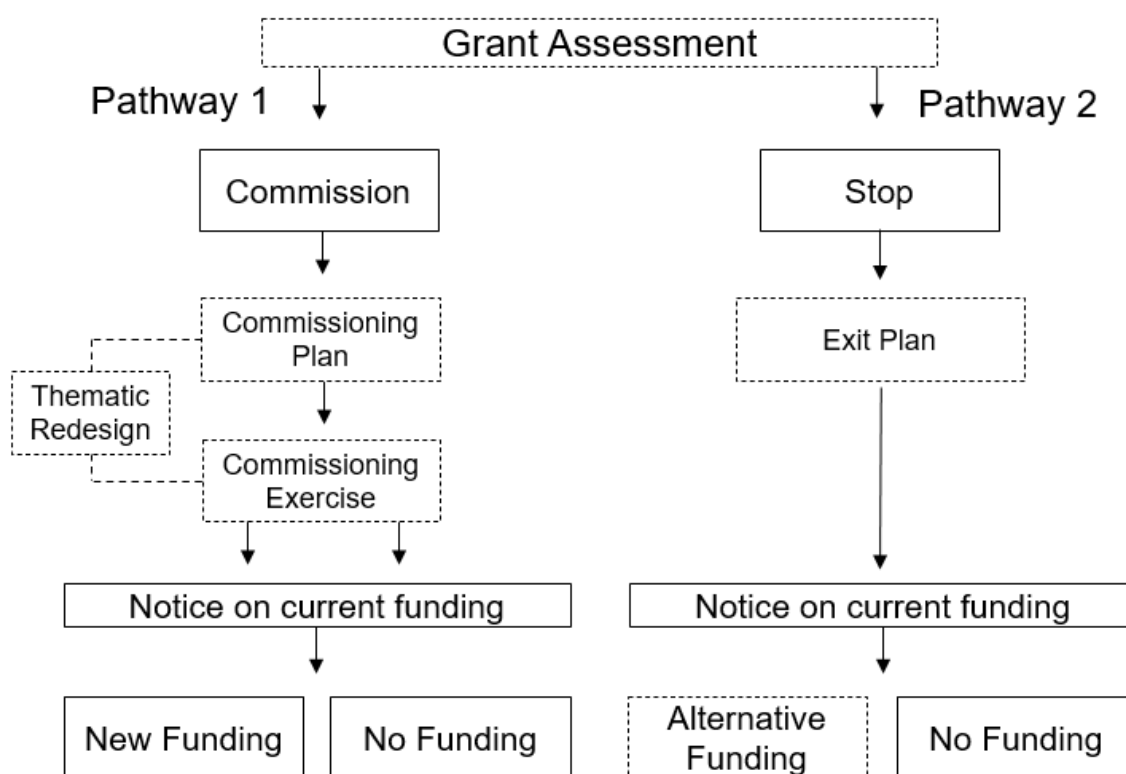 Grant Assessment
Pathway 1
Pathway 2
Commission
Stop
Commissioning
Plan
Exit Plan
Thematic
Redesign
Commissioning
Exercise
Notice on current funding
Notice on current funding
New Funding
No Funding
Alternative
Funding
No Funding